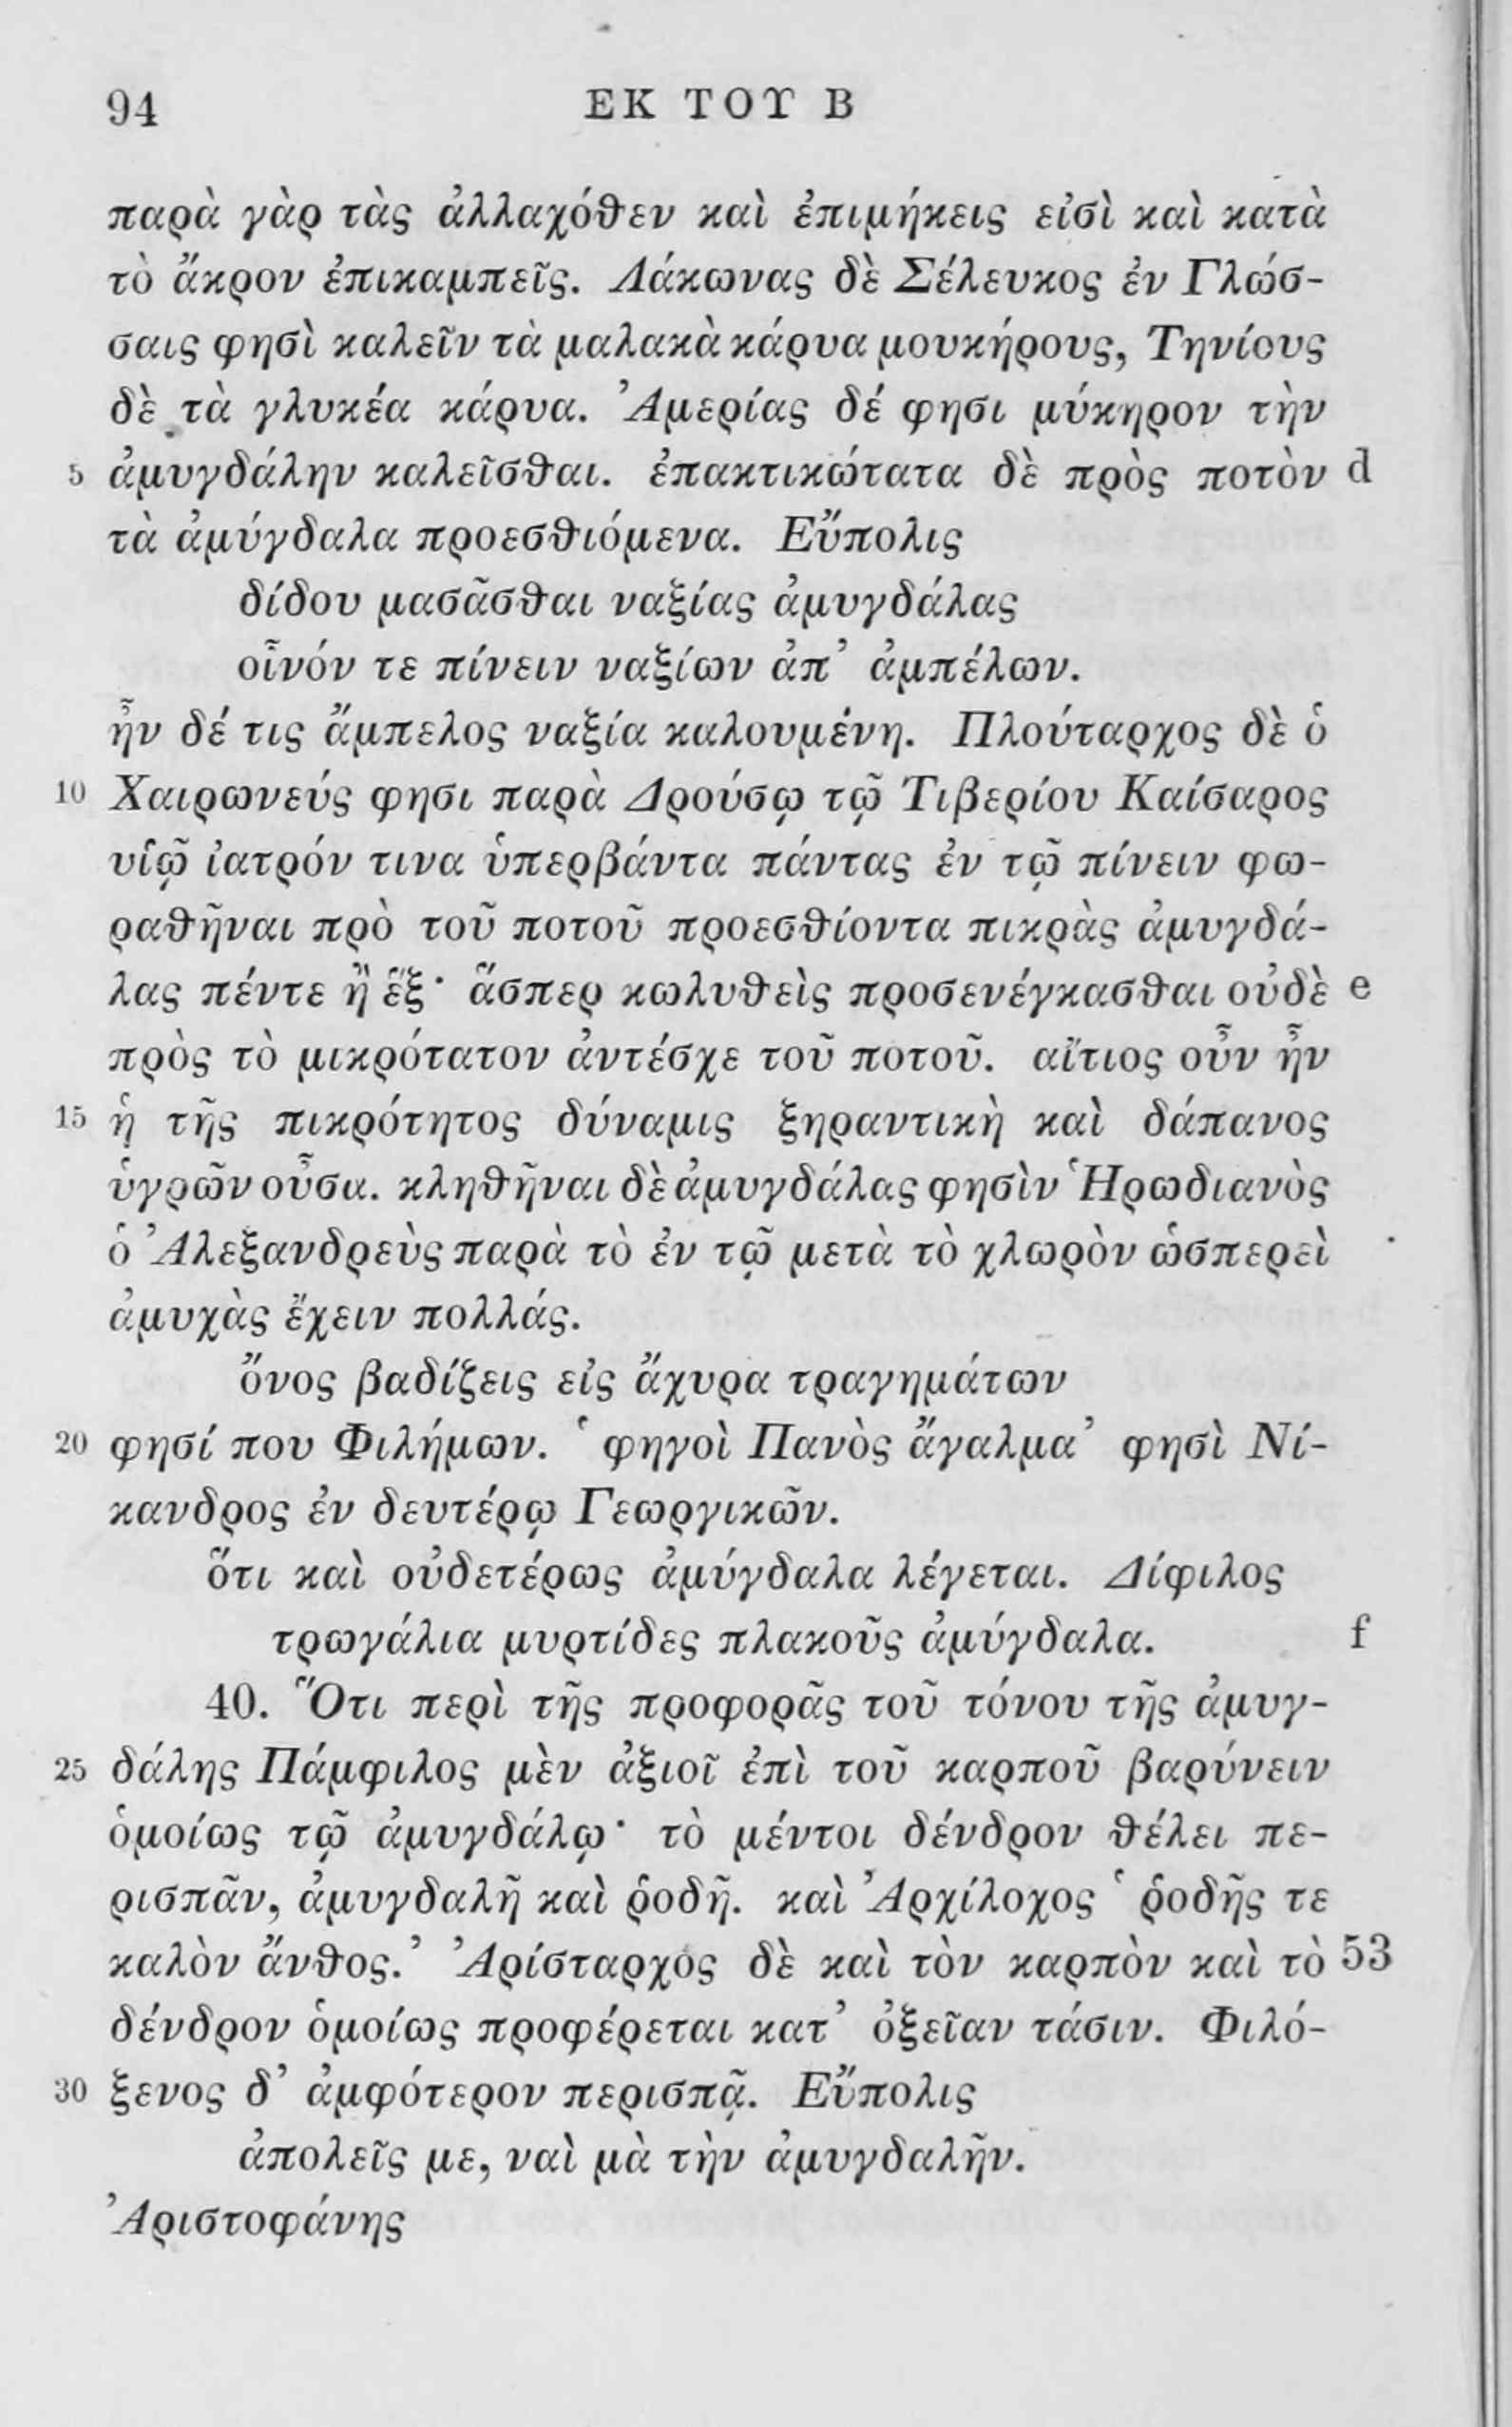 94 ΕΚ ΤΟΥ Β
παρὰ γὰρ τὰς ἀλλαχόθεν καὶ ἐπιμήκεις εἰσὶ καὶ κατὰ
τὸ ἄκρον ἐπικαμπεῖς. Λάκωνας δὲ Σέλευκος ἐν Γλώσ-
σαις φησὶ καλεῖν τὰ μαλακὰ κάρυα μουκήρους, Τηνίους
δὲ τὰ γλυκέα κάρυα. Ἀμερίας δέ φησι μύκηρον τὴν
5 ἀμυγδάλην καλεῖσθαι. ἐπακτικώτατα δὲ πρὸς ποτὸν d
τὰ ἀμύγδαλα προεσθιόμενα. Εὔπολις
δίδου μασᾶσθαι ναξίας ἀμυγδάλας
οἶνόν τε πίνειν ναξίων ἀπ’ ἀμπέλων.
ἦν δέ τις ἄμπελος ναξία καλουμένη. Πλούταρχος δὲ ὁ
10 Χαιρωνεύς φησι παρὰ Δρούσῳ τῷ Τιβερίου Καίσαρος
υἱῷ ἰατρόν τινα ὑπερβάντα πάντας ἐν τῷ πίνειν φω-
ραθῆναι πρὸ τοῦ ποτοῦ προεσθίοντα πικρὰς ἀμυγδά-
λας πέντε ἢ ἕξ· ἅσπερ κωλυθεὶς προσενέγκασθαι οὐδὲ e
πρὸς τὸ μικρότατον ἀντέσχε τοῦ ποτοῦ. αἴτιος οὖν ἦν
15 ἡ τῆς πικρότητος δύναμις ξηραντικὴ καὶ δάπανος
ὑγρῶν οὖσα. κληθῆναι δὲ ἀμυγδάλας φησὶν Ἡρωδιανὸς
ὁ Ἀλεξανδρεὺς παρὰ τὸ ἐν τῷ μετὰ τὸ χλωρὸν ὡσπερεὶ
ἀμυχὰς ἔχειν πολλάς.
ὄνος βαδίζεις εἰς ἄχυρα τραγημάτων
20 φησί που Φιλήμων. ‘φηγοὶ Πανὸς ἄγαλμα’ φησὶ Νί-
κανδρος ἐν δευτέρῳ Γεωργικῶν.
ὅτι καὶ οὐδετέρως ἀμύγδαλα λέγεται. Δίφιλος
τρωγάλια μυρτίδες πλακοῦς ἀμύγδαλα. f
40. Ὅτι περὶ τῆς προφορᾶς τοῦ τόνου τῆς ἀμυγ-
25 δάλης Πάμφιλος μὲν ἀξιοῖ ἐπὶ τοῦ καρποῦ βαρύνειν
ὁμοίως τῷ ἀμυγδάλῳ· τὸ μέντοι δένδρον θέλει πε-
ρισπᾶν, ἀμυγδαλῆ καὶ ῥοδῆ. καὶ Ἀρχίλοχος ‘ῥοδῆς τε
καλὸν ἄνθος.’ Ἀρίσταρχος δὲ καὶ τὸν καρπὸν καὶ τὸ 53
δένδρον ὁμοίως προφέρεται κατ’ ὀξεῖαν τάσιν. Φιλό-
30 ξενος δ’ ἀμφότερον περισπᾷ. Εὔπολις
ἀπολεῖς με, ναὶ μὰ τὴν ἀμυγδαλῆν.
Ἀριστοφάνης